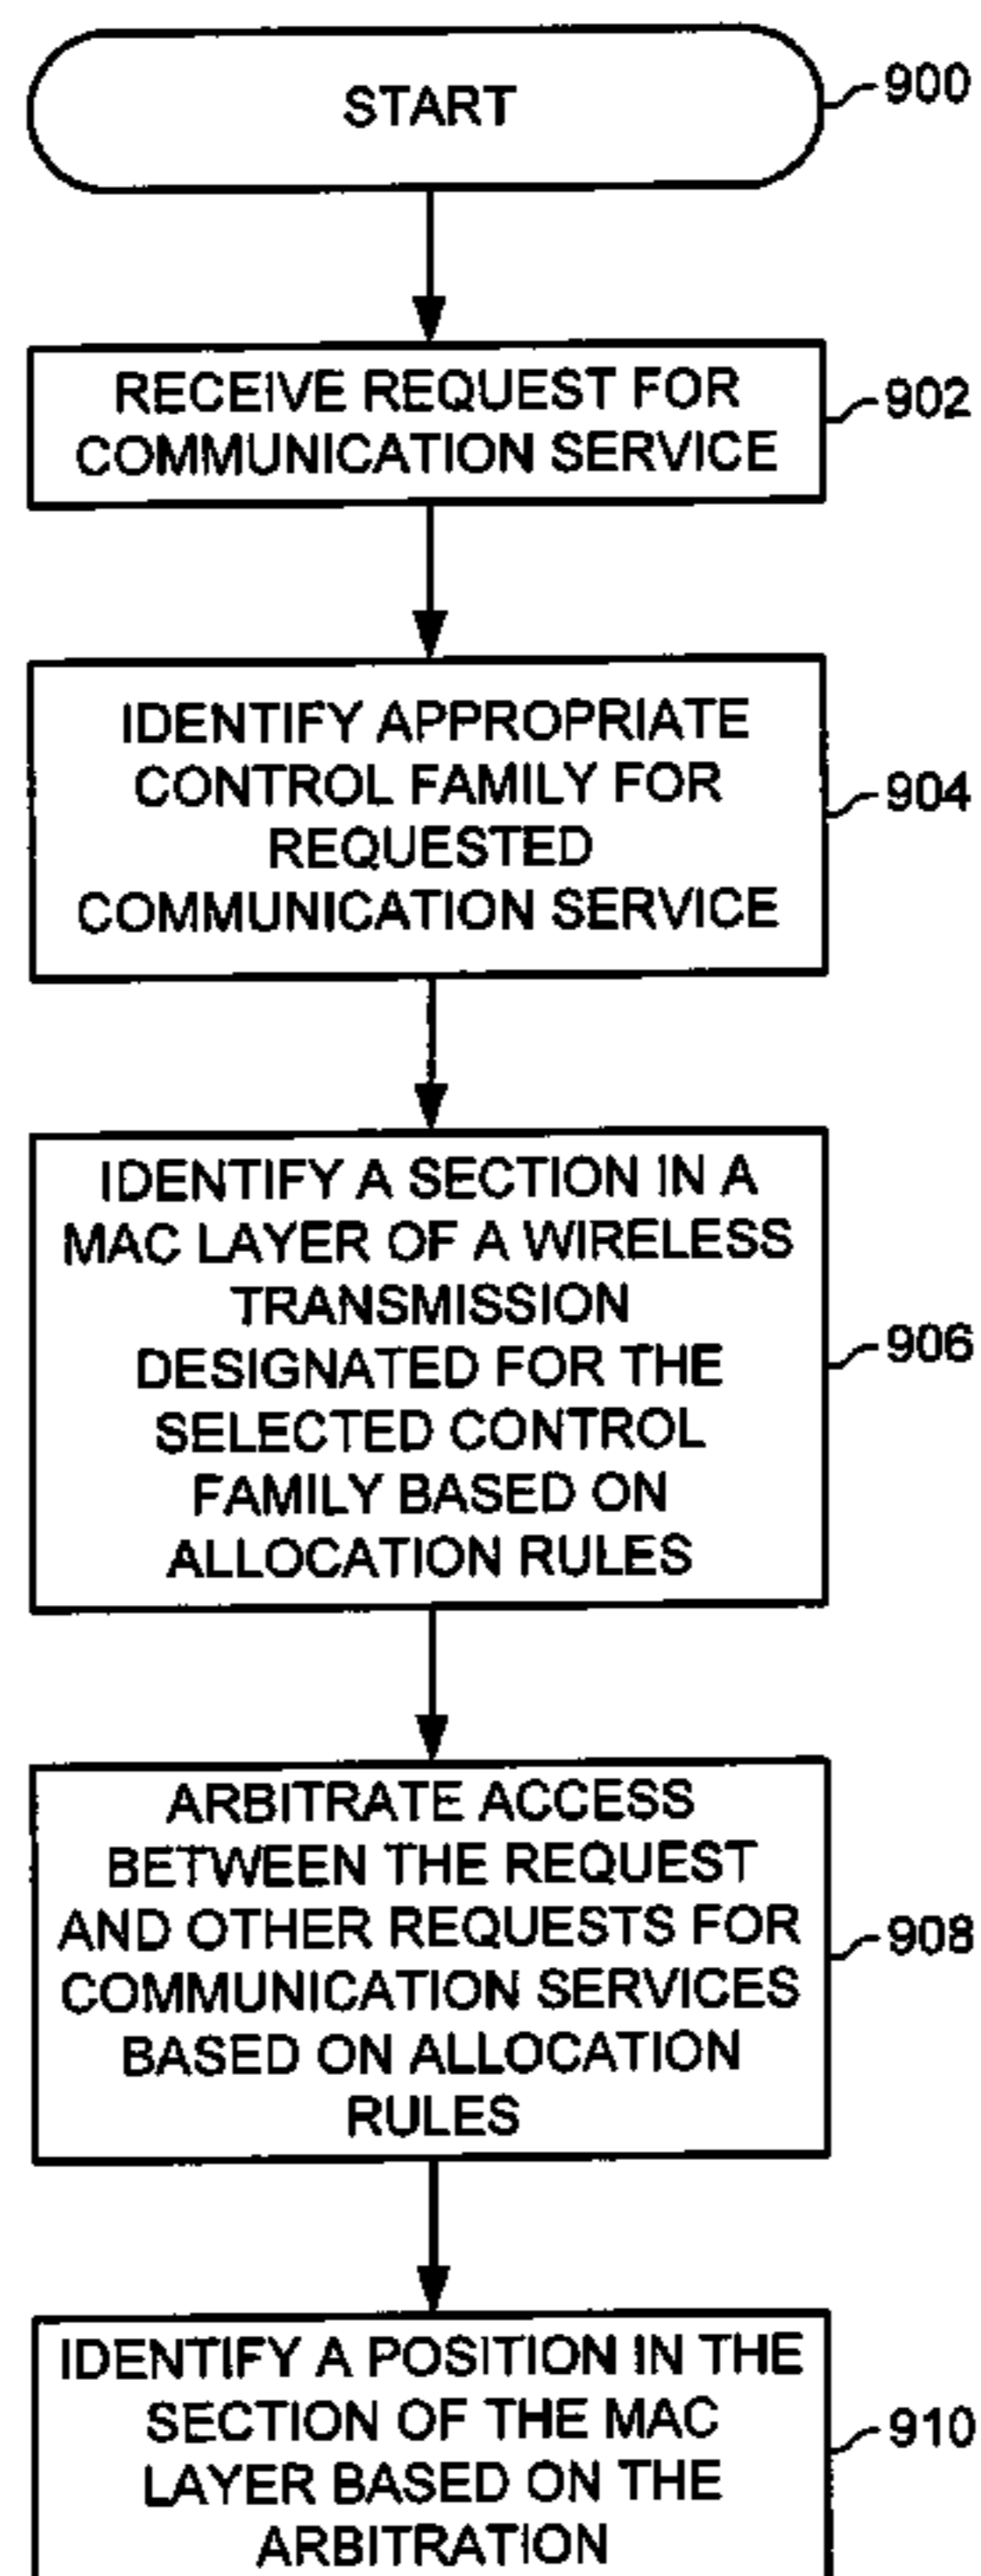 START
900
RECEIVE REQUEST FOR
COMMUNICATION SERVICE
902
IDENTIFY APPROPRIATE
CONTROL FAMILY FOR
REQUESTED
COMMUNICATION SERVICE
904
IDENTIFY A SECTION IN A
MAC LAYER OF A WIRELESS
TRANSMISSION
DESIGNATED FOR THE
SELECTED CONTROL
FAMILY BASED ON
ALLOCATION RULES
906
ARBITRATE ACCESS
BETWEEN THE REQUEST
AND OTHER REQUESTS FOR
COMMUNICATION SERVICES
BASED ON ALLOCATION
RULES
908
IDENTIFY A POSITION IN THE
SECTION OF THE MAC
LAYER BASED ON THE
ARBITRATION
910